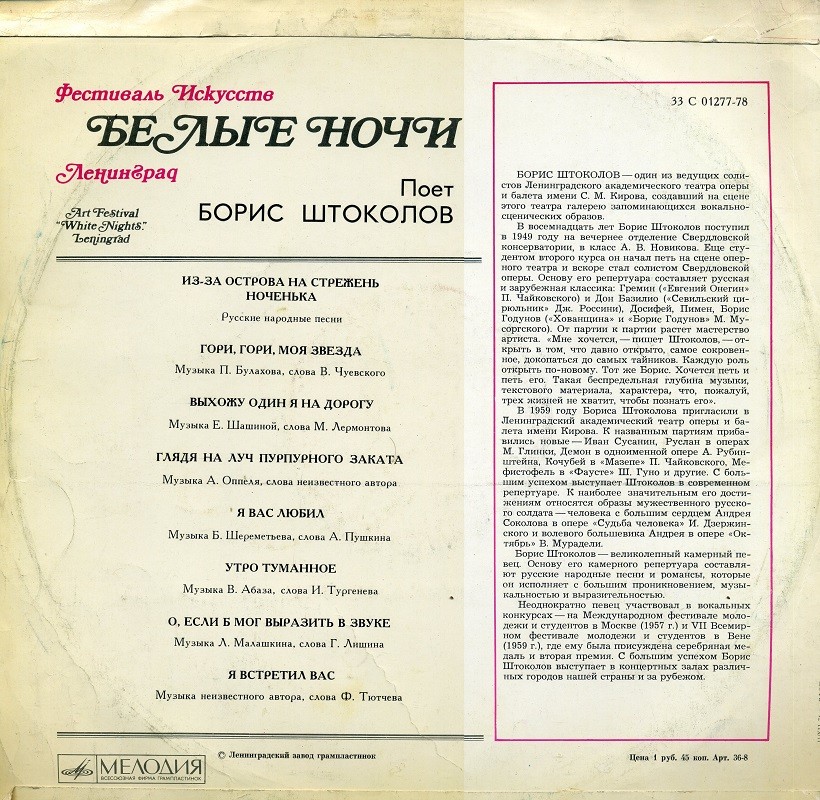 Фестиваль Искусств
БЕЛЫЕ НОЧИ
Ленинград
Art Festival
"White Nights."
Leningrad
Поет
БОРИС ШТОКОЛОВ
ИЗ-ЗА ОСТРОВА НА СТРЕЖЕНЬ
НОЧЕНЬКА
Русские народные песни
ГОРИ, ГОРИ, МОЯ ЗВЕЗДА
Музыка П. Булахова, слова В. Чуевского
ВЫХОЖУ ОДИН Я НА ДОРОГУ
Музыка Е. Шашиной, слова М. Лермонтова
ГЛЯДЯ НА ЛУЧ ПУРПУРНОГО ЗАКАТА
Музыка А. Оппеля, слова неизвестного автора
Я ВАС ЛЮБИЛ
Музыка Б. Шереметьева, слова А. Пушкина
УТРО ТУМАННОЕ
Музыка В. Абаза, слова И. Тургенева
О, ЕСЛИ Б МОГ ВЫРАЗИТЬ В ЗВУКЕ
Музыка Л. Малашкина, слова Г. Лишина
Я ВСТРЕТИЛ ВАС
Музыка неизвестного автора, слова Ф. Тютчева
33 С 01277-78
БОРИС ШТОКОЛОВ — один из ведущих соли-
стов Ленинградского академического театра оперы
и балета имени С. М. Кирова, создавший на сцене
этого театра галерею запоминающихся вокально-
сценических образов.
В восемнадцать лет Борис Штоколов поступил
в 1949 году на вечернее отделение Свердловской
консерватории, в класс А. В. Новикова. Еще сту-
дентом второго курса он начал петь на сцене опер-
ного театра и вскоре стал солистом Свердловской
оперы. Основу его репертуара составляет русская
и зарубежная классика: Гремин («Евгений Онегин»
П. Чайковского) и Дон Базилио («Севильский ци-
рюльник» Дж. Россини), Досифей, Пимен, Борис
Годунов («Хованщина» и «Борис Годунов» М. Му-
соргского). От партии к партии растет мастерство
артиста. «Мне хочется, — пишет Штоколов, — от-
крыть в том, что давно открыто, самое сокровен-
ное, докопаться до самых тайников. Каждую роль
открыть по-новому. Тот же Борис. Хочется петь и
петь его. Такая беспредельная глубина музыки,
текстового материала, характера, что, пожалуй,
трех жизней не хватит, чтобы познать его».
В 1959 году Бориса Штоколова пригласили в
Ленинградский академический театр оперы и ба-
лета имени Кирова. К названным партиям приба-
вились новые — Иван Сусанин, Руслан в операх
М. Глинки, Демон в одноименной опере А. Рубин-
штейна, Кочубей в «Мазепе» П. Чайковского, Ме-
фистофель в «Фаусте» Ш. Гуно и другие. С боль-
шим успехом выступает Штоколов в современном
репертуаре. К наиболее значительным его дости-
жениям относятся образы мужественного русско-
го солдата — человека с большим сердцем Андрея
Соколова в опере «Судьба человека» И. Дзержин-
ского и волевого большевика Андрея в опере «Ок-
тябрь» В. Мурадели.
Борис Штоколов — великолепный камерный пе-
вец. Основу его камерного репертуара составля-
ют русские народные песни и романсы, которые
он исполняет с большим проникновением, музы-
кальностью и выразительностью.
Неоднократно певец участвовал в вокальных
конкурсах — на Международном фестивале моло-
дежи и студентов в Москве (1957 г.) и VII Всемир-
ном фестивале молодежи и студентов в Вене
(1959 г.), где ему была присуждена серебряная ме-
даль и вторая премия. С большим успехом Борис
Штоколов выступает в концертных залах различ-
ных городов нашей страны и за рубежом.
МЕЛОДИЯ
ВСЕСОЮЗНАЯ ФИРМА ГРАМПЛАСТИНОК
© Ленинградский завод грампластинок
Цена 1 руб. 45 коп. Арт. 36-8